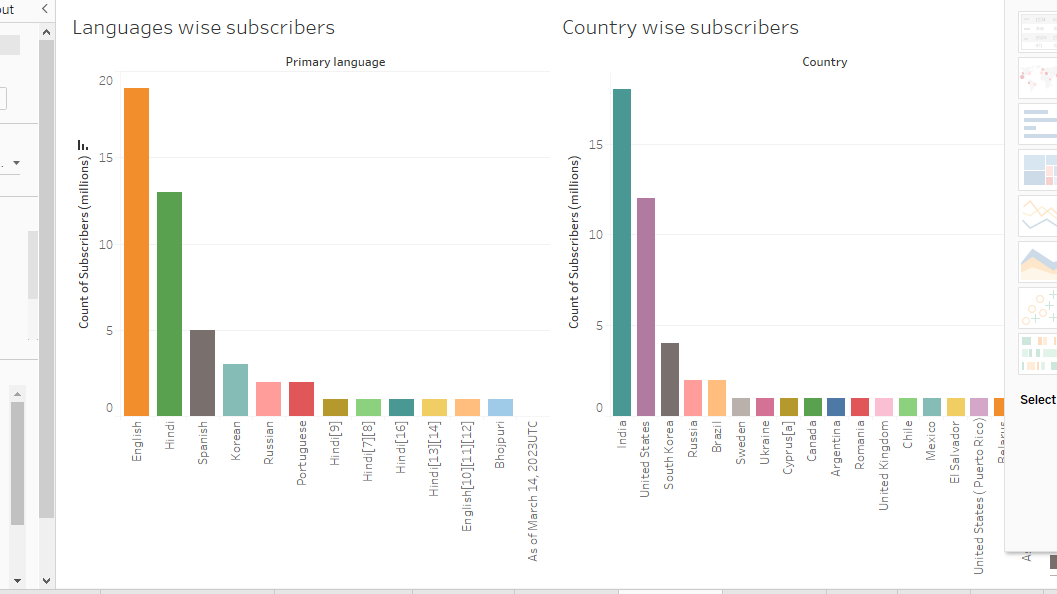 out
Languages wise subscribers
Country wise subscribers
Primary language
Country
Count of Subscribers (millions)
20
15
10
5
0
English
Hindi
Spanish
Korean
Russian
Portuguese
Hindi[9]
Hindi[7][8]
Hindi[16]
Hindi[13][14]
English[10][11][12]
Bhojpuri
As of March 14, 2023UTC
Count of Subscribers (millions)
15
10
5
0
India
United States
South Korea
Russia
Brazil
Sweden
Ukraine
Cyprus[a]
Canada
Argentina
Romania
United Kingdom
Chile
Mexico
El Salvador
United States ( Puerto Rico)
Belarus
As
Select